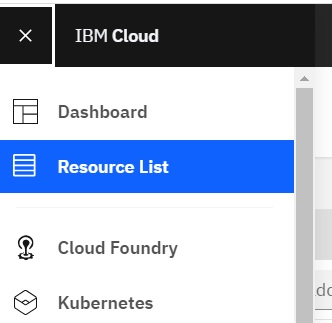 IBM Cloud
Dashboard
Resource List
Cloud Foundry
Kubernetes